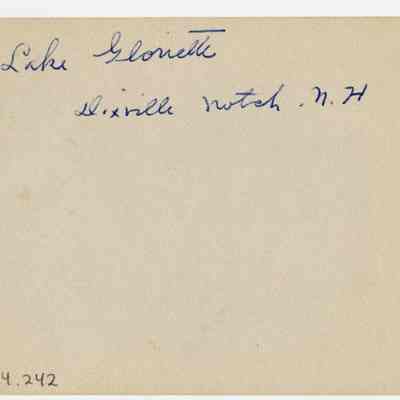 Lake Gloriette
Dixville Notch . N. H
4.242